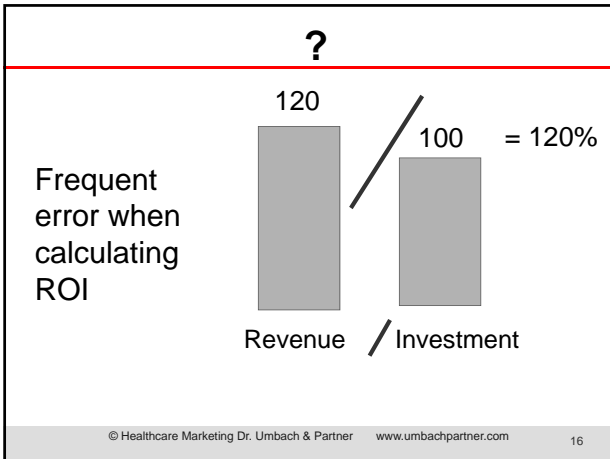 ?
Frequent
error when
calculating
ROI
120
100 = 120%
Revenue / Investment
© Healthcare Marketing Dr. Umbach & Partner www.umbachpartner.com 16